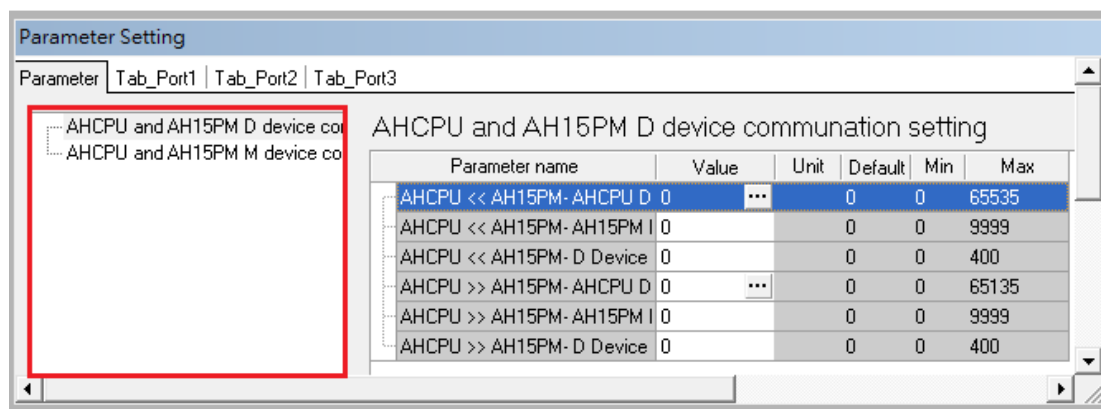 Parameter Setting
Parameter Tab_Port1 Tab_Port2 Tab_Port3
AHCPU and AH15PM D device
AHCPU and AH15PM M device co
AHCPU and AH15PM D device communation setting
Parameter name Value Unit Default Min Max
AHCPU << AH15PM- AHCPU D 0 ... 0 0 65535
AHCPU << AH15PM- AH15PM 0 0 0 9999
AHCPU << AH15PM- D Device 0 0 0 400
AHCPU >> AH15PM- AHCPU D 0 ... 0 0 65135
AHCPU >> AH15PM- AH15PM 0 0 0 9999
AHCPU >> AH15PM- D Device 0 0 0 400